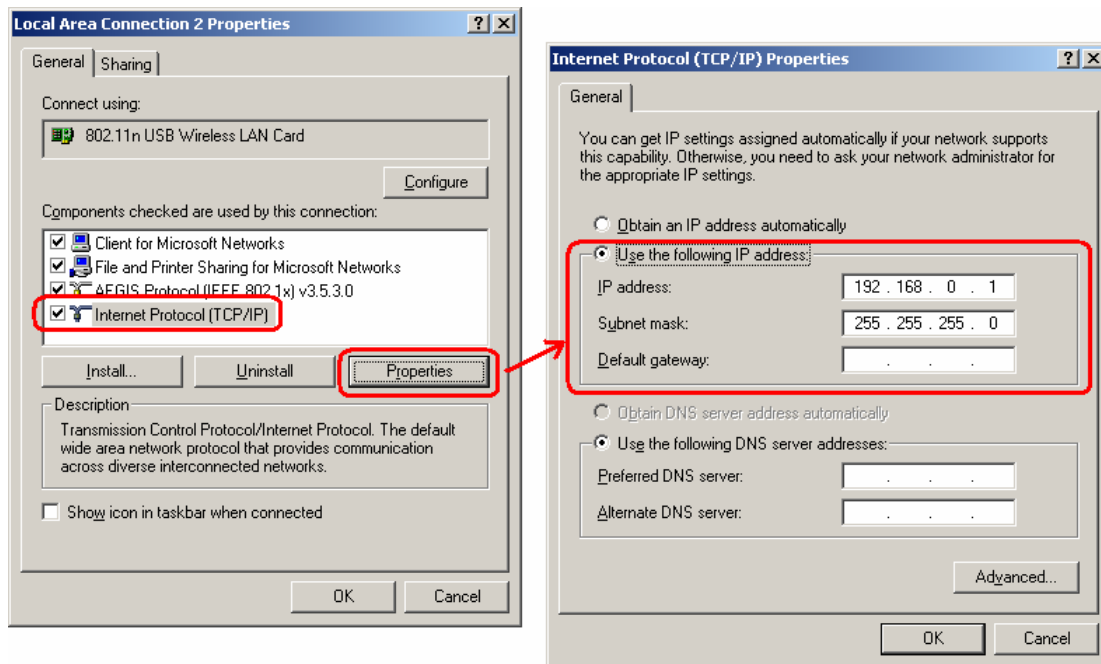 Local Area Connection 2 Properties
General
Sharing
Connect using:
802.11n USB Wireless LAN Card
Configure
Components checked are used by this connection:
Client for Microsoft Networks
File and Printer Sharing for Microsoft Networks
AEGIS Protocol (IEEE 802.1x) v3.5.3.0
Internet Protocol (TCP/IP)
Install...
Uninstall
Properties
Description
Transmission Control Protocol/Internet Protocol. The default
wide area network protocol that provides communication
across diverse interconnected networks.
Show icon in taskbar when connected
OK
Cancel
Internet Protocol (TCP/IP) Properties
General
You can get IP settings assigned automatically if your network supports
this capability. Otherwise, you need to ask your network administrator for
the appropriate IP settings.
Obtain an IP address automatically
Use the following IP address:
IP address:
192 . 168 . 0 . 1
Subnet mask:
255 . 255 . 255 . 0
Default gateway:
. . .
Obtain DNS server address automatically
Use the following DNS server addresses:
Preferred DNS server:
. . .
Alternate DNS server:
. . .
Advanced...
OK
Cancel